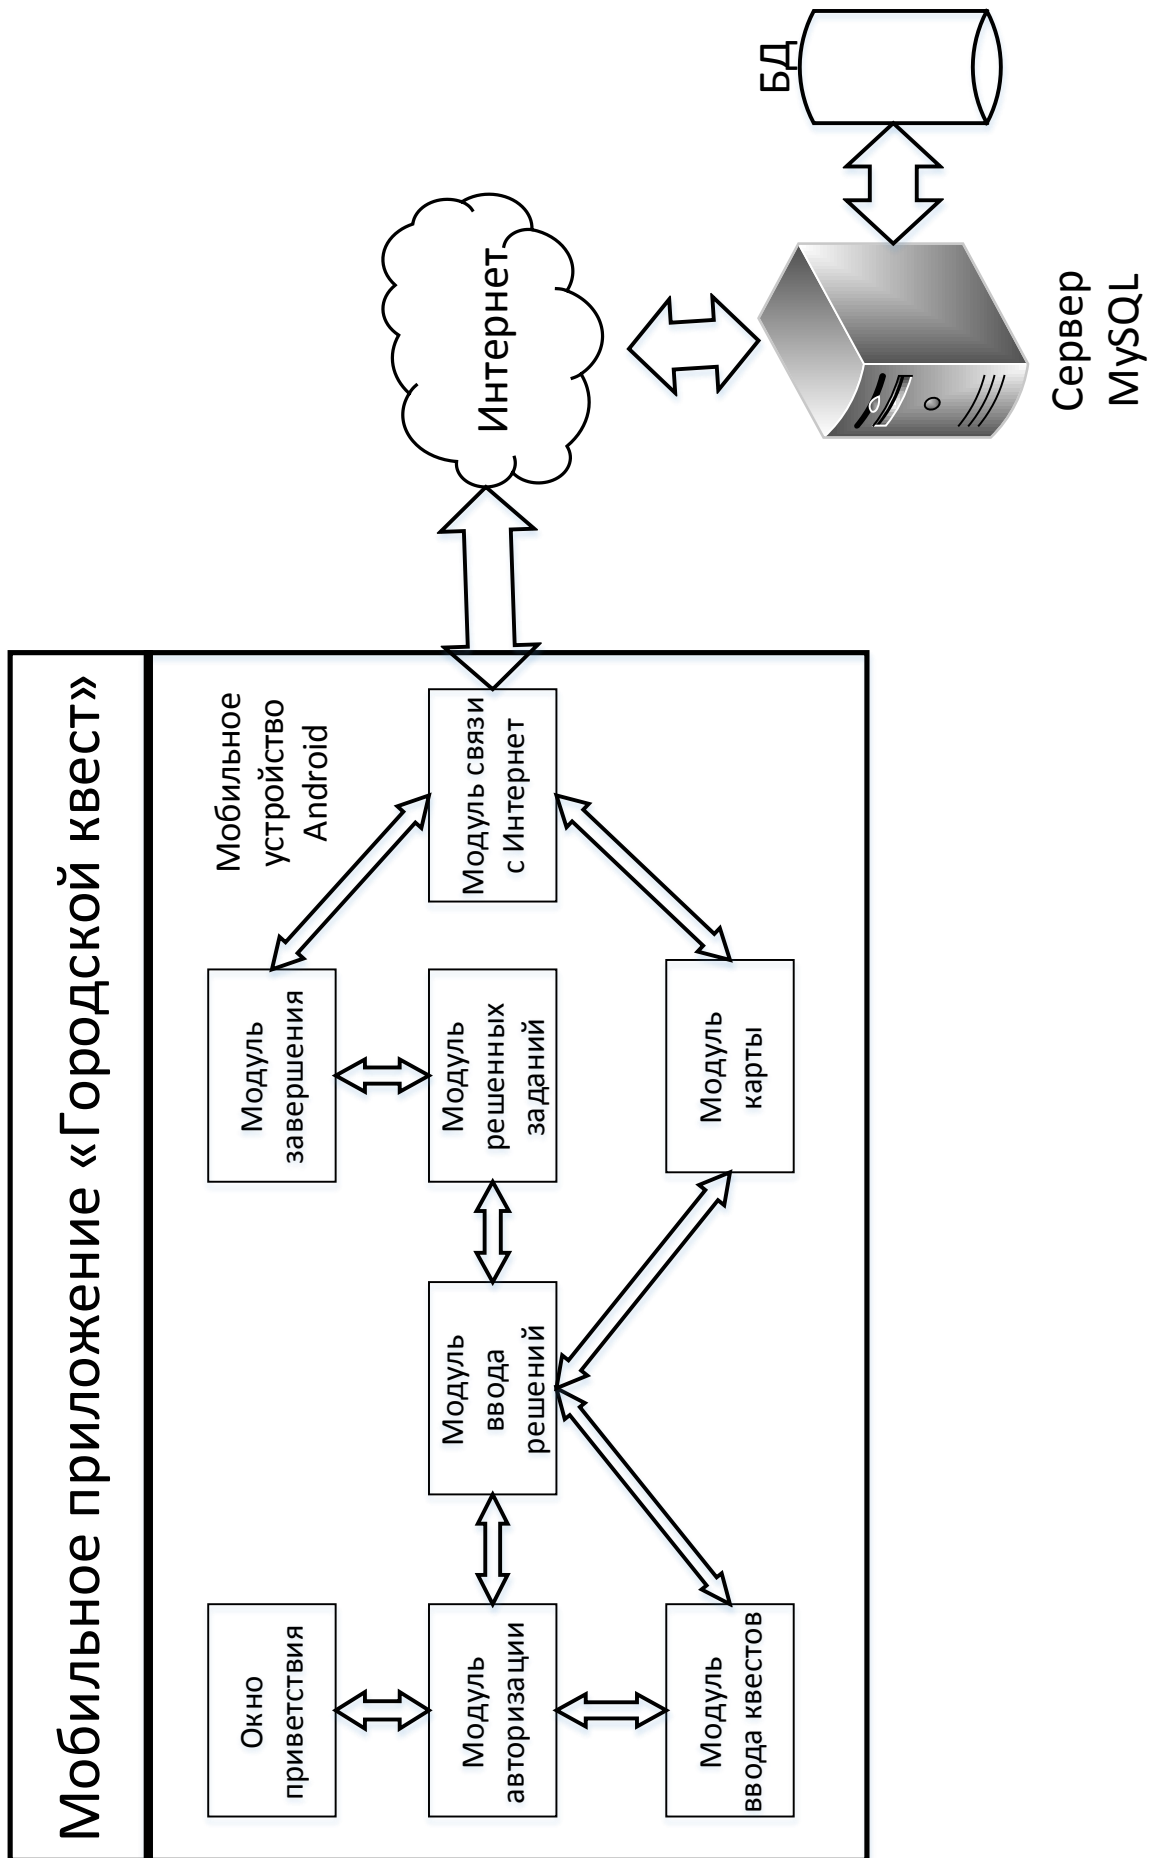 Мобильное приложение «Городской квест»
Мобильное
устройство
Android
Окно
приветствия
Модуль
завершения
Модуль
авторизации
Модуль
ввода
решений
Модуль
решенных
заданий
Модуль связи
с Интернет
Модуль
ввода квестов
Модуль
карты
Интернет
БД
Сервер
MySQL